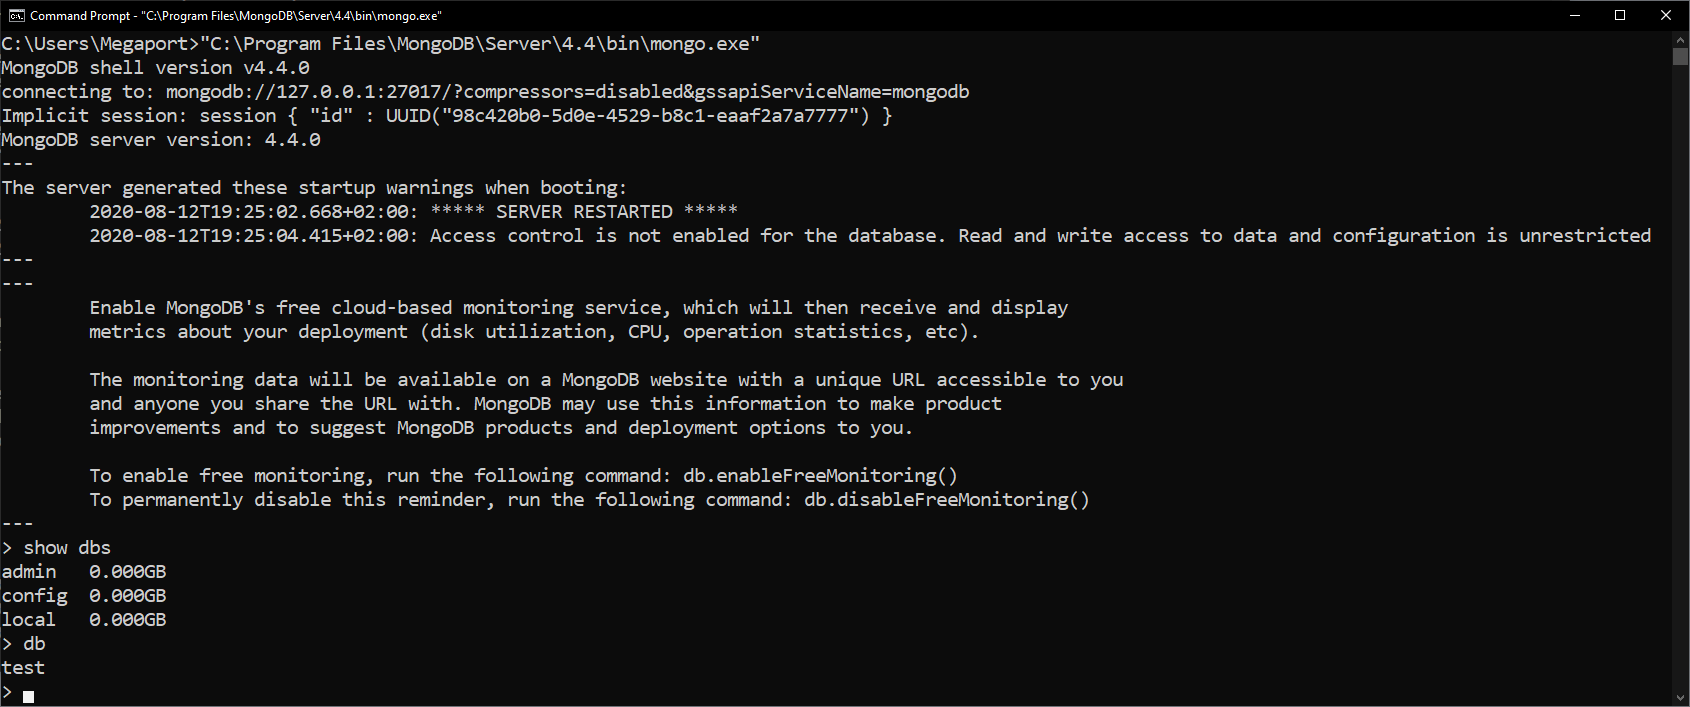 Command Prompt - "C:\Program Files\MongoDB\Server\4.4\bin\mongo.exe"
C:\Users\Megaport>"C:\Program Files\MongoDB\Server\4.4\bin\mongo.exe"
MongoDB shell version v4.4.0
connecting to: mongodb://127.0.0.1:27017/?compressors=disabled&gssapiServiceName=mongodb
Implicit session: session { "id" : UUID("98c420b0-5d0e-4529-b8c1-eaaf2a7a7777") }
MongoDB server version: 4.4.0
---
The server generated these startup warnings when booting:
        2020-08-12T19:25:02.668+02:00: ***** SERVER RESTARTED *****
        2020-08-12T19:25:04.415+02:00: Access control is not enabled for the database. Read and write access to data and configuration is unrestricted
---
---
        Enable MongoDB's free cloud-based monitoring service, which will then receive and display
        metrics about your deployment (disk utilization, CPU, operation statistics, etc).

        The monitoring data will be available on a MongoDB website with a unique URL accessible to you
        and anyone you share the URL with. MongoDB may use this information to make product
        improvements and to suggest MongoDB products and deployment options to you.

        To enable free monitoring, run the following command: db.enableFreeMonitoring()
        To permanently disable this reminder, run the following command: db.disableFreeMonitoring()
---
> show dbs
admin   0.000GB
config  0.000GB
local   0.000GB
> db
test
>